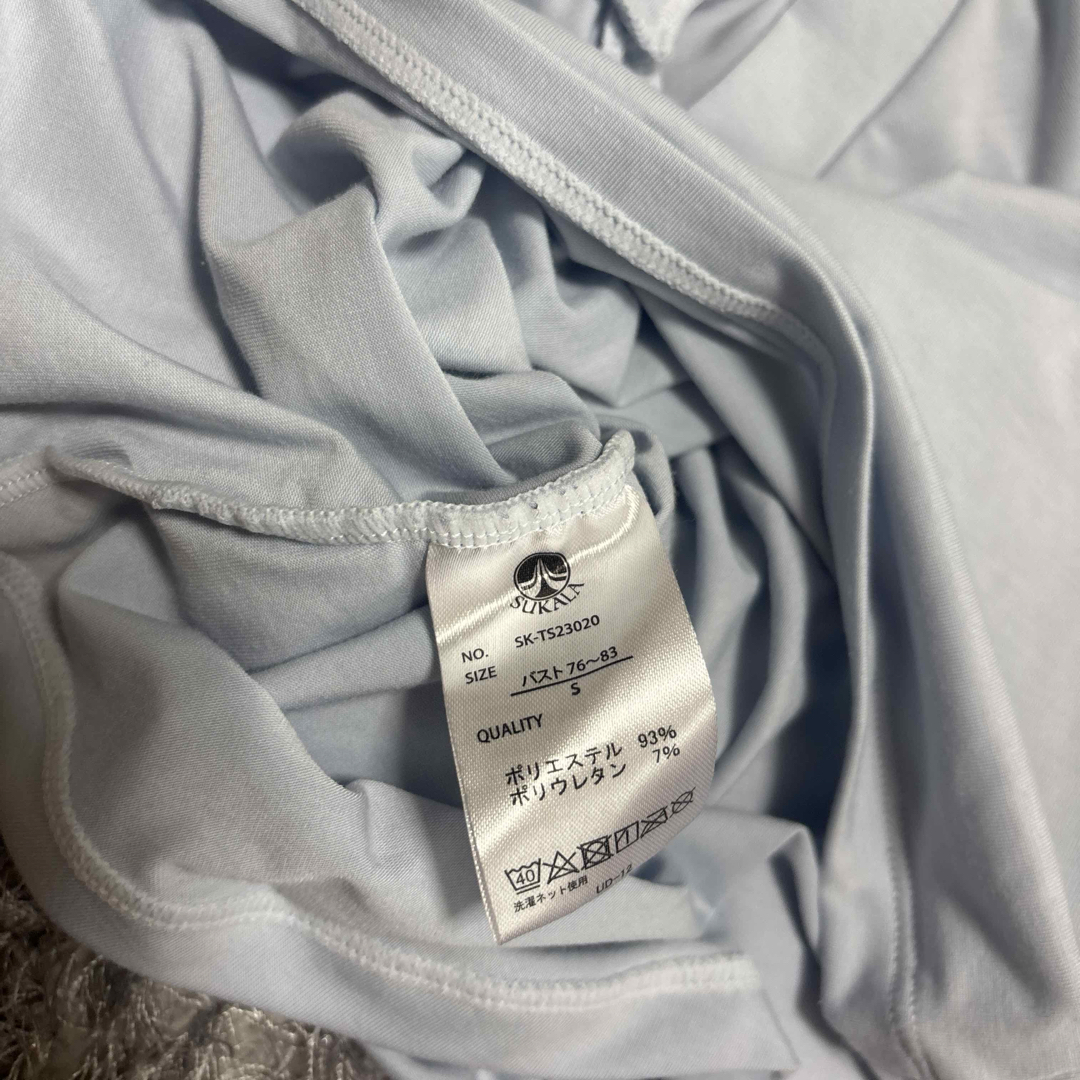 SUKALA
NO. SK-TS23020
SIZE バスト76～83
S
QUALITY
ポリエステル 93%
ポリウレタン 7%
40
洗濯ネット使用